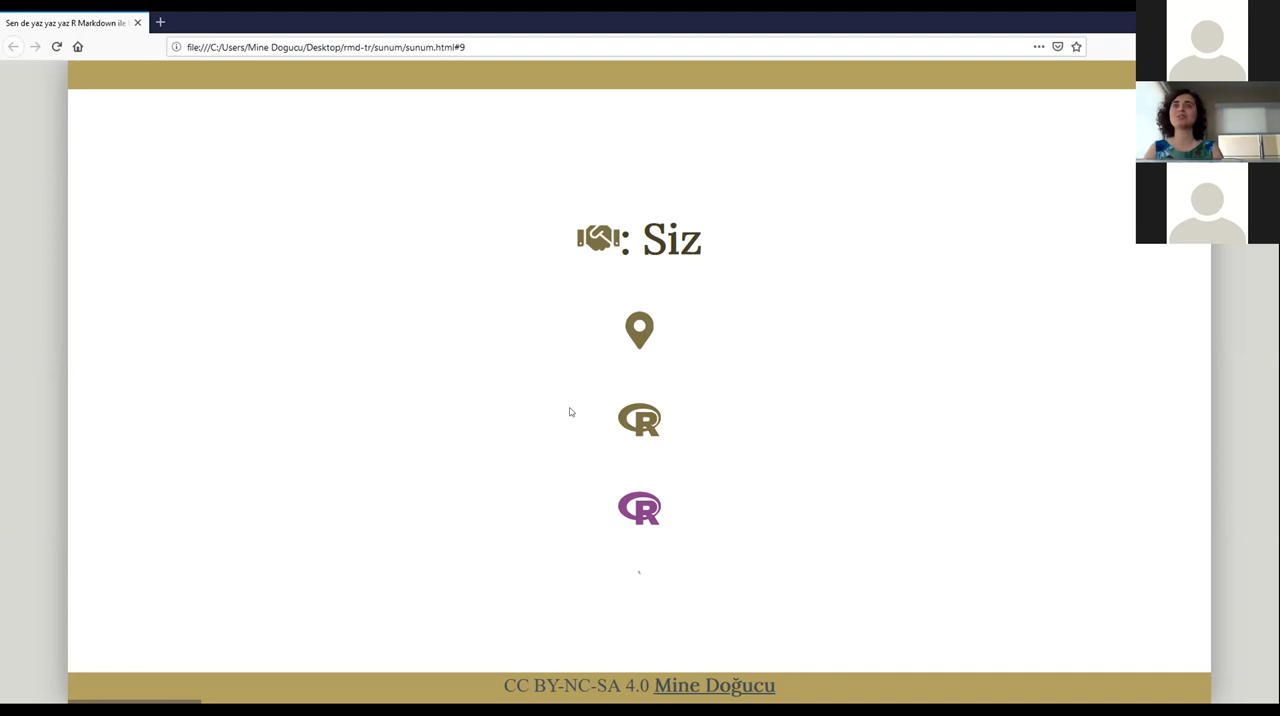 Sen de yaz yaz yaz R Markdown ile
file:///C:/Users/Mine Dogucu/Desktop/rmd-tr/sunum/sunum.html#9
: Siz
R
R
CC BY-NC-SA 4.0 Mine Doğucu